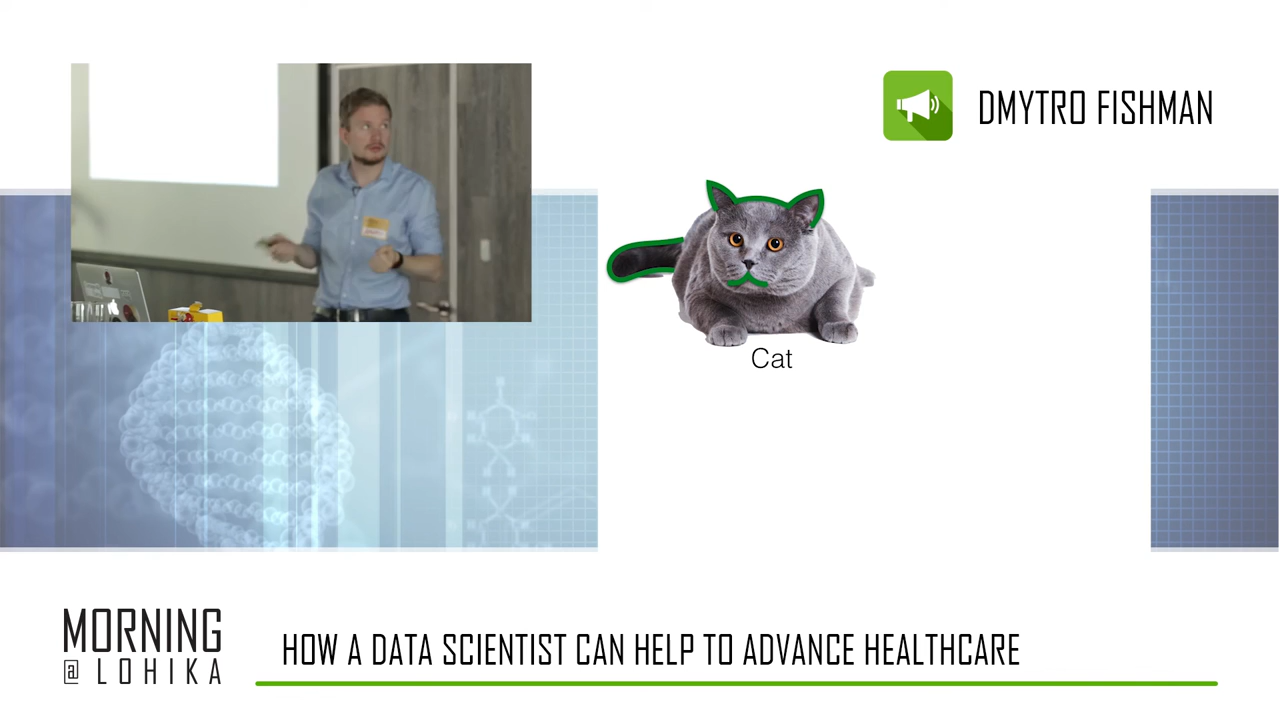 DMYTRO FISHMAN
Cat
MORNING
@ LOHIKA
HOW A DATA SCIENTIST CAN HELP TO ADVANCE HEALTHCARE